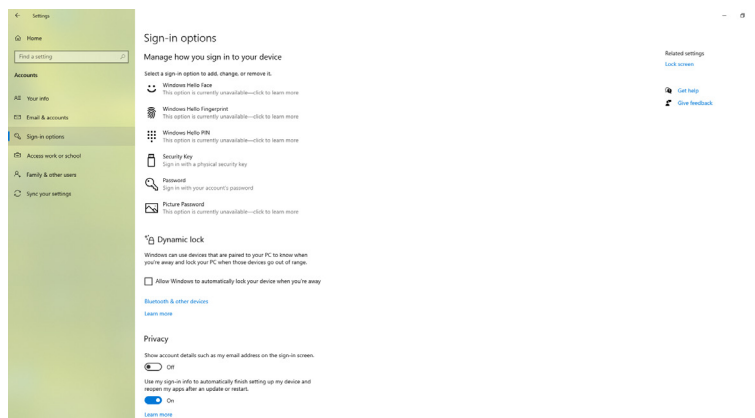 Settings
Home
Find a setting
Accounts
Your info
Email & accounts
Sign-in options
Access work or school
Family & other users
Sync your settings
Sign-in options
Manage how you sign in to your device
Select a sign-in option to add, change, or remove it.
Windows Hello Face
This option is currently unavailable—click to learn more
Windows Hello Fingerprint
This option is currently unavailable—click to learn more
Windows Hello PIN
This option is currently unavailable—click to learn more
Security Key
Sign in with a physical security key
Password
Sign in with your account's password
Picture Password
This option is currently unavailable—click to learn more
Dynamic lock
Windows can use devices that are paired to your PC to know when
you're away and lock your PC when those devices go out of range.
Allow Windows to automatically lock your device when you're away
Bluetooth & other devices
Learn more
Privacy
Show account details such as my email address on the sign-in screen.
Off
Use my sign-in info to automatically finish setting up my device and
reopen my apps after an update or restart.
On
Learn more
Related settings
Lock screen
Get help
Give feedback